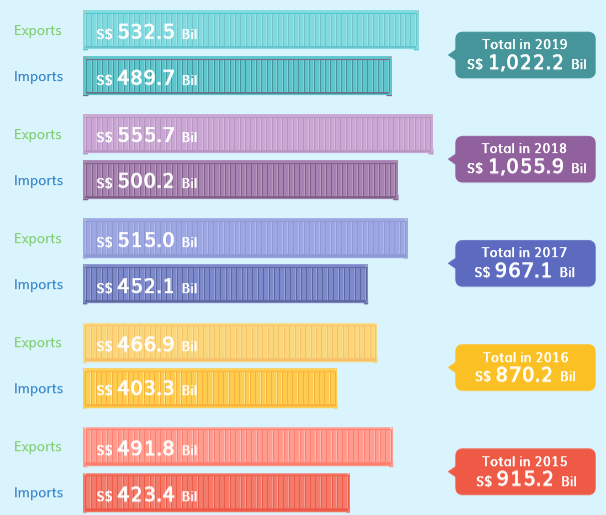 Exports
S$ 532.5 Bil
Imports
S$ 489.7 Bil
Total in 2019
S$ 1,022.2 Bil
Exports
S$ 555.7 Bil
Imports
S$ 500.2 Bil
Total in 2018
S$ 1,055.9 Bil
Exports
S$ 515.0 Bil
Imports
S$ 452.1 Bil
Total in 2017
S$ 967.1 Bil
Exports
S$ 466.9 Bil
Imports
S$ 403.3 Bil
Total in 2016
S$ 870.2 Bil
Exports
S$ 491.8 Bil
Imports
S$ 423.4 Bil
Total in 2015
S$ 915.2 Bil